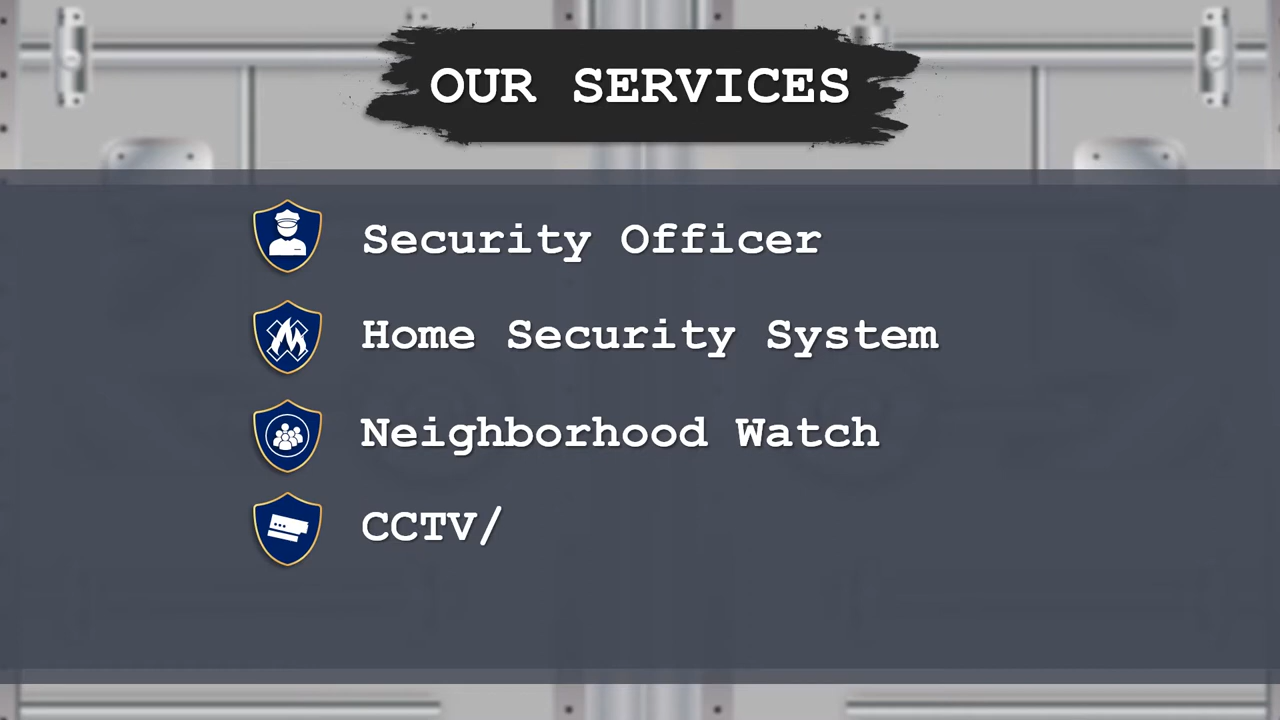 OUR SERVICES
Security Officer
Home Security System
Neighborhood Watch
CCTV/